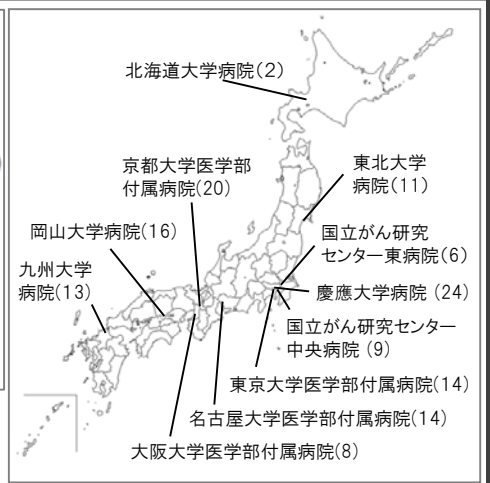 北海道大学病院(2)
京都大学医学部
付属病院(20)
東北大学
病院(11)
岡山大学病院(16)
国立がん研究
センター東病院(6)
九州大学
病院(13)
慶應大学病院 (24)
国立がん研究センター
中央病院 (9)
東京大学医学部付属病院(14)
名古屋大学医学部付属病院(14)
大阪大学医学部付属病院(8)